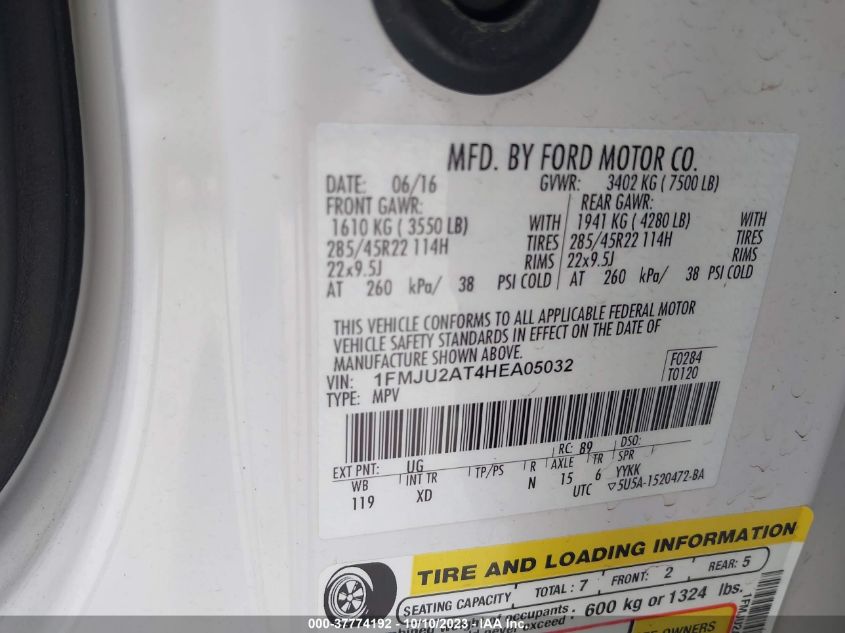 MFD. BY FORD MOTOR CO.
DATE: 06/16 GVWR: 3402 KG ( 7500 LB)
FRONT GAWR: REAR GAWR:
1610 KG ( 3550 LB) WITH 1941 KG ( 4280 LB) WITH
285/45R22 114H TIRES 285/45R22 114H TIRES
22x9.5J RIMS 22x9.5J RIMS
AT 260 kPa/ 38 PSI COLD AT 260 kPa/ 38 PSI COLD
THIS VEHICLE CONFORMS TO ALL APPLICABLE FEDERAL MOTOR
VEHICLE SAFETY STANDARDS IN EFFECT ON THE DATE OF
MANUFACTURE SHOWN ABOVE.
VIN: 1FMJU2AT4HEA05032 F0284
TYPE: MPV T0120
RC: 89 DSO:
EXT PNT: UG
WB INT TR TP/PS R AXLE TR SPR
119 XD N 15 6 YYKK
UTC ▽5U5A-1520472-BA
TIRE AND LOADING INFORMATION
SEATING CAPACITY TOTAL : 7 FRONT: 2 REAR: 5
occupants 600 kg or 1324 lbs.
never exceed
OWNERS
000-37774192 - 10/10/2023 - IAA Inc.